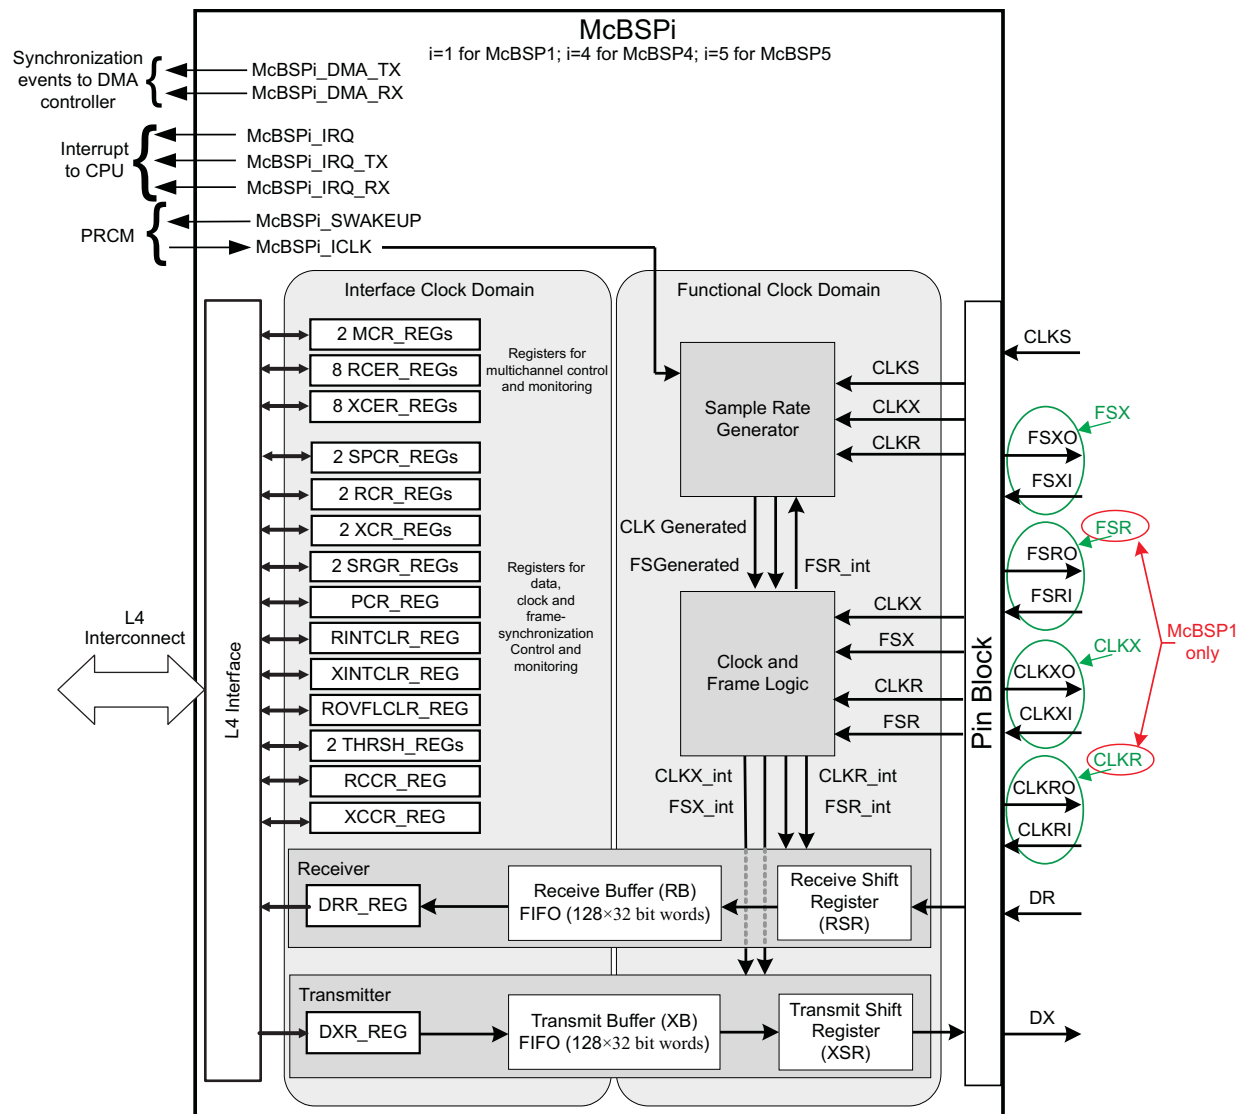 McBSPi
i=1 for McBSP1; i=4 for McBSP4; i=5 for McBSP5
Synchronization
events to DMA
controller
McBSPi_DMA_TX
McBSPi_DMA_RX
Interrupt
to CPU
McBSPi_IRQ
McBSPi_IRQ_TX
McBSPi_IRQ_RX
PRCM
McBSPi_SWAKEUP
McBSPi_ICLK
Interface Clock Domain
Functional Clock Domain
L4
Interconnect
L4 Interface
2 MCR_REGs
8 RCER_REGs
8 XCER_REGs
Registers for
multichannel control
and monitoring
2 SPCR_REGs
2 RCR_REGs
2 XCR_REGs
2 SRGR_REGs
PCR_REG
RINTCLR_REG
XINTCLR_REG
ROVFLCLR_REG
2 THRSH_REGs
RCCR_REG
XCCR_REG
Registers for
data,
clock and
frame-
synchronization
Control and
monitoring
Sample Rate
Generator
CLKS
CLKX
CLKR
CLK Generated
FSGenerated
FSR_int
Clock and
Frame Logic
CLKX
FSX
CLKR
FSR
CLKX_int
FSX_int
CLKR_int
FSR_int
Receiver
DRR_REG
Receive Buffer (RB)
FIFO (128×32 bit words)
Receive Shift
Register
(RSR)
Transmitter
DXR_REG
Transmit Buffer (XB)
FIFO (128×32 bit words)
Transmit Shift
Register
(XSR)
Pin Block
CLKS
FSX
FSXO
FSXI
FSR
FSRO
FSRI
McBSP1
only
CLKX
CLKXO
CLKXI
CLKR
CLKRO
CLKRI
DR
DX